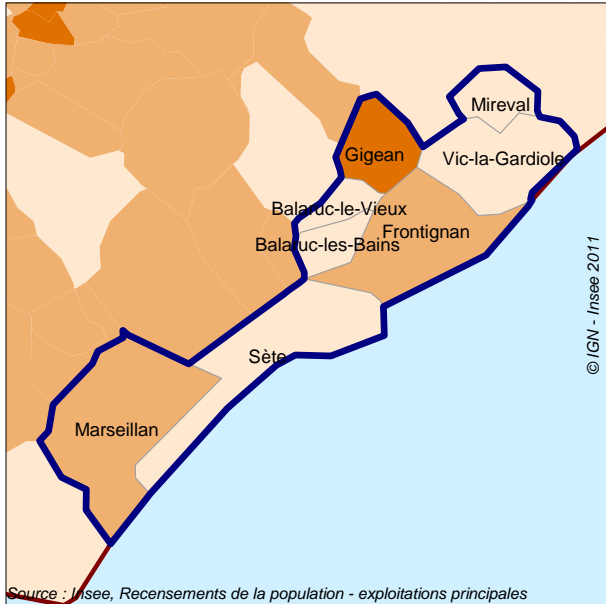 Mireval
Gigean
Vic-la-Gardiole
Balaruc-le-Vieux
Frontignan
Balaruc-les-Bains
Sète
Marseillan
© IGN - Insee 2011
Source : Insee, Recensements de la population - exploitations principales